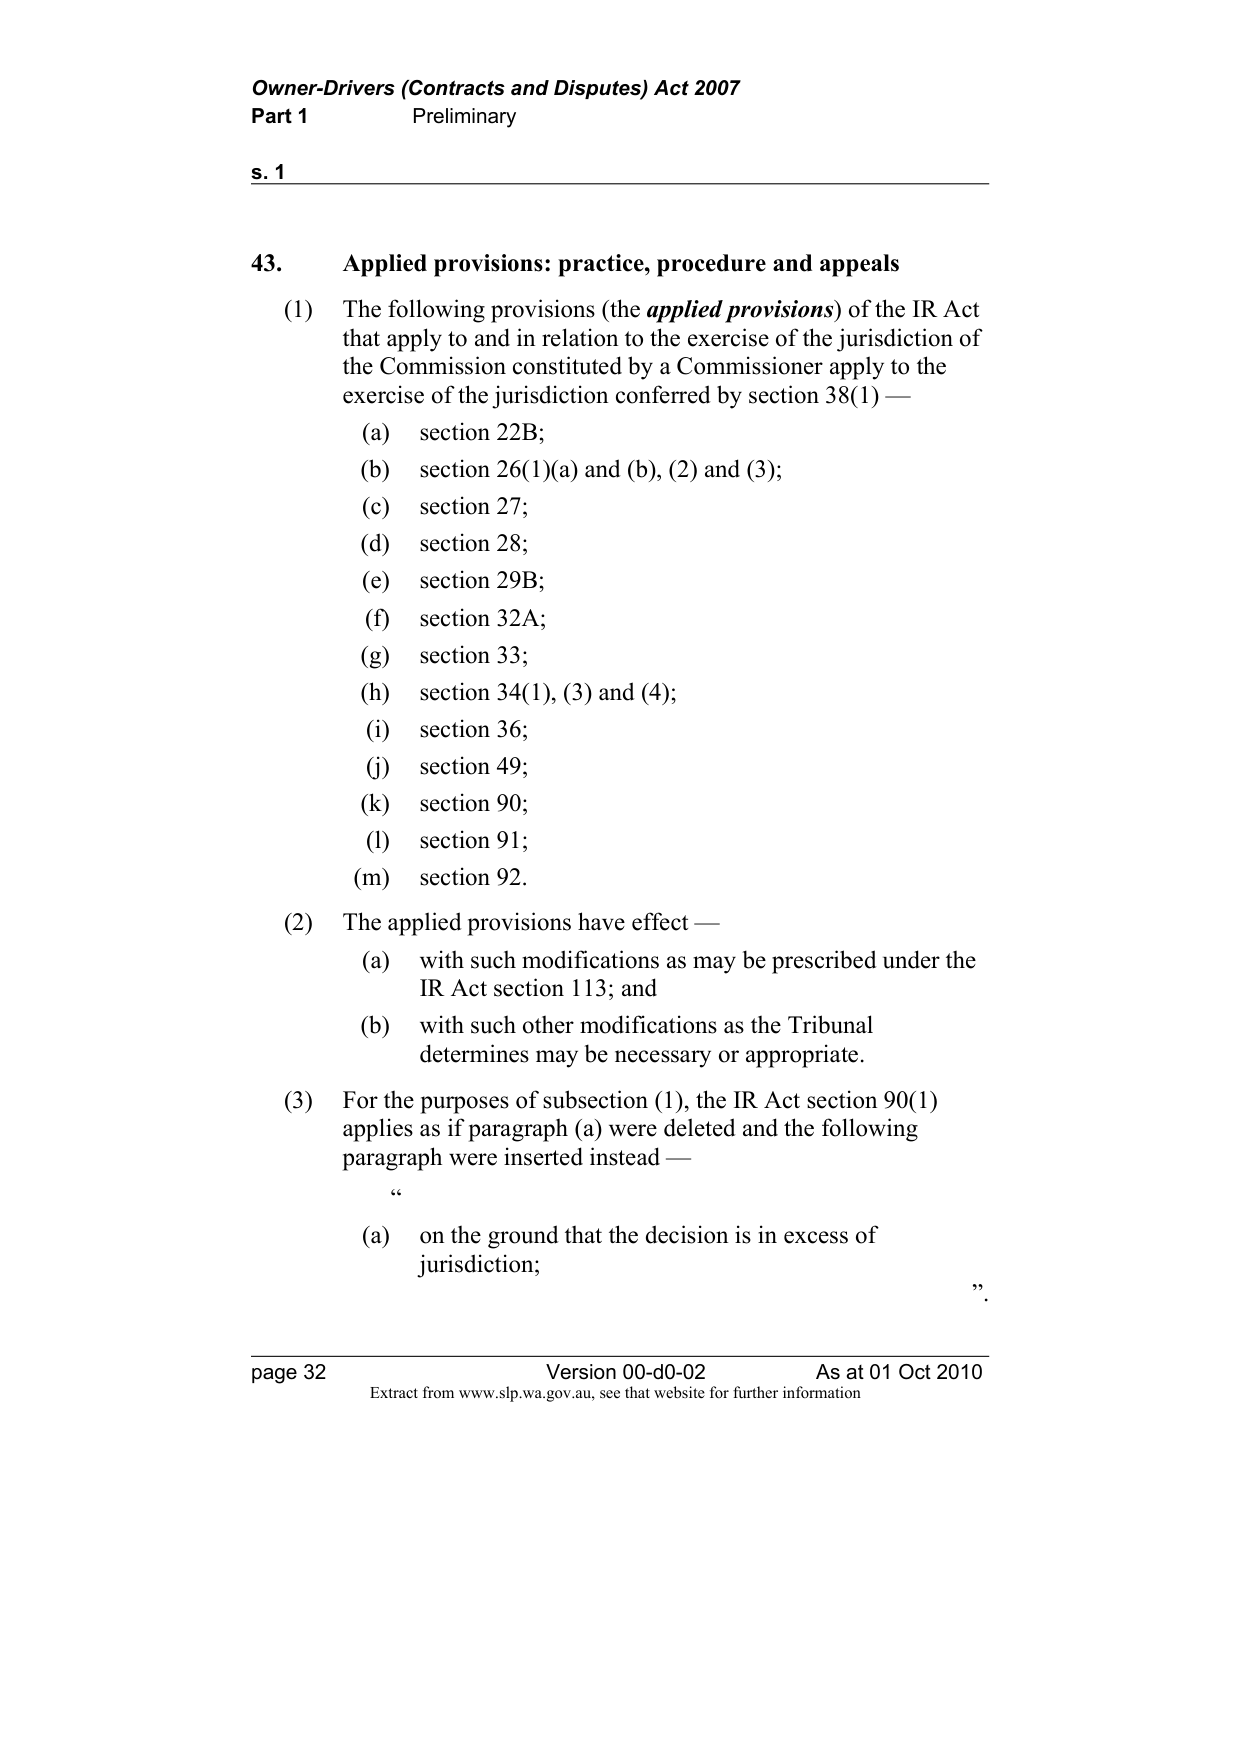 Owner-Drivers (Contracts and Disputes) Act 2007
Part 1 Preliminary
s. 1
43. Applied provisions: practice, procedure and appeals
(1) The following provisions (the applied provisions) of the IR Act
that apply to and in relation to the exercise of the jurisdiction of
the Commission constituted by a Commissioner apply to the
exercise of the jurisdiction conferred by section 38(1) —
(a) section 22B;
(b) section 26(1)(a) and (b), (2) and (3);
(c) section 27;
(d) section 28;
(e) section 29B;
(f) section 32A;
(g) section 33;
(h) section 34(1), (3) and (4);
(i) section 36;
(j) section 49;
(k) section 90;
(l) section 91;
(m) section 92.
(2) The applied provisions have effect —
(a) with such modifications as may be prescribed under the
IR Act section 113; and
(b) with such other modifications as the Tribunal
determines may be necessary or appropriate.
(3) For the purposes of subsection (1), the IR Act section 90(1)
applies as if paragraph (a) were deleted and the following
paragraph were inserted instead —
“
(a) on the ground that the decision is in excess of
jurisdiction;
”.
page 32 Version 00-d0-02 As at 01 Oct 2010
Extract from www.slp.wa.gov.au, see that website for further information